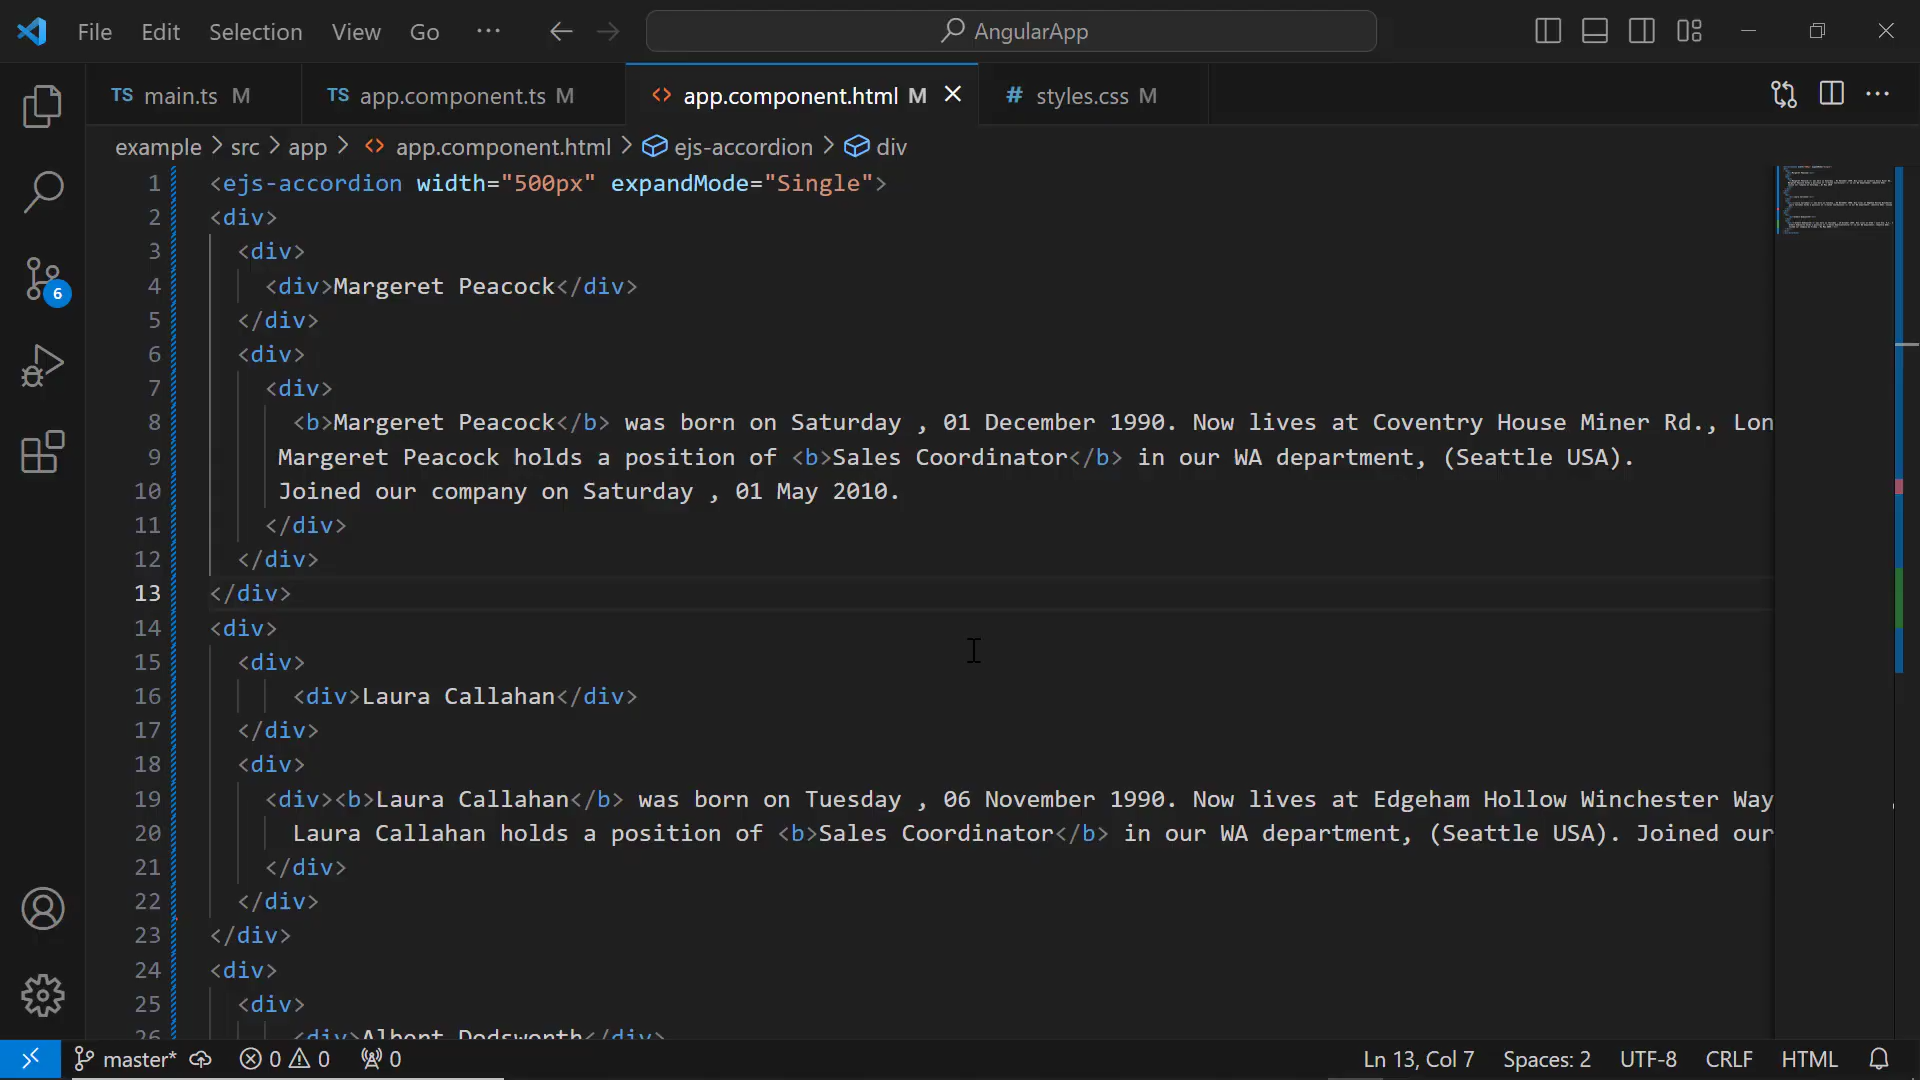 File Edit Selection View Go ··· AngularApp
TS main.ts M TS app.component.ts M <> app.component.html M # styles.css M
example > src > app > <> app.component.html > ejs-accordion > div
1 <ejs-accordion width="500px" expandMode="Single">
2 <div>
3 <div>
4 <div>Margeret Peacock</div>
5 </div>
6 <div>
7 <div>
8 <b>Margeret Peacock</b> was born on Saturday , 01 December 1990. Now lives at Coventry House Miner Rd., Lon
9 Margeret Peacock holds a position of <b>Sales Coordinator</b> in our WA department, (Seattle USA).
10 Joined our company on Saturday , 01 May 2010.
11 </div>
12 </div>
13 </div>
14 <div>
15 <div>
16 <div>Laura Callahan</div>
17 </div>
18 <div>
19 <div><b>Laura Callahan</b> was born on Tuesday , 06 November 1990. Now lives at Edgeham Hollow Winchester Way
20 Laura Callahan holds a position of <b>Sales Coordinator</b> in our WA department, (Seattle USA). Joined our
21 </div>
22 </div>
23 </div>
24 <div>
25 <div>
26 <div>Albert Dodsworth</div>
6
master* 0 0 0 Ln 13, Col 7 Spaces: 2 UTF-8 CRLF HTML